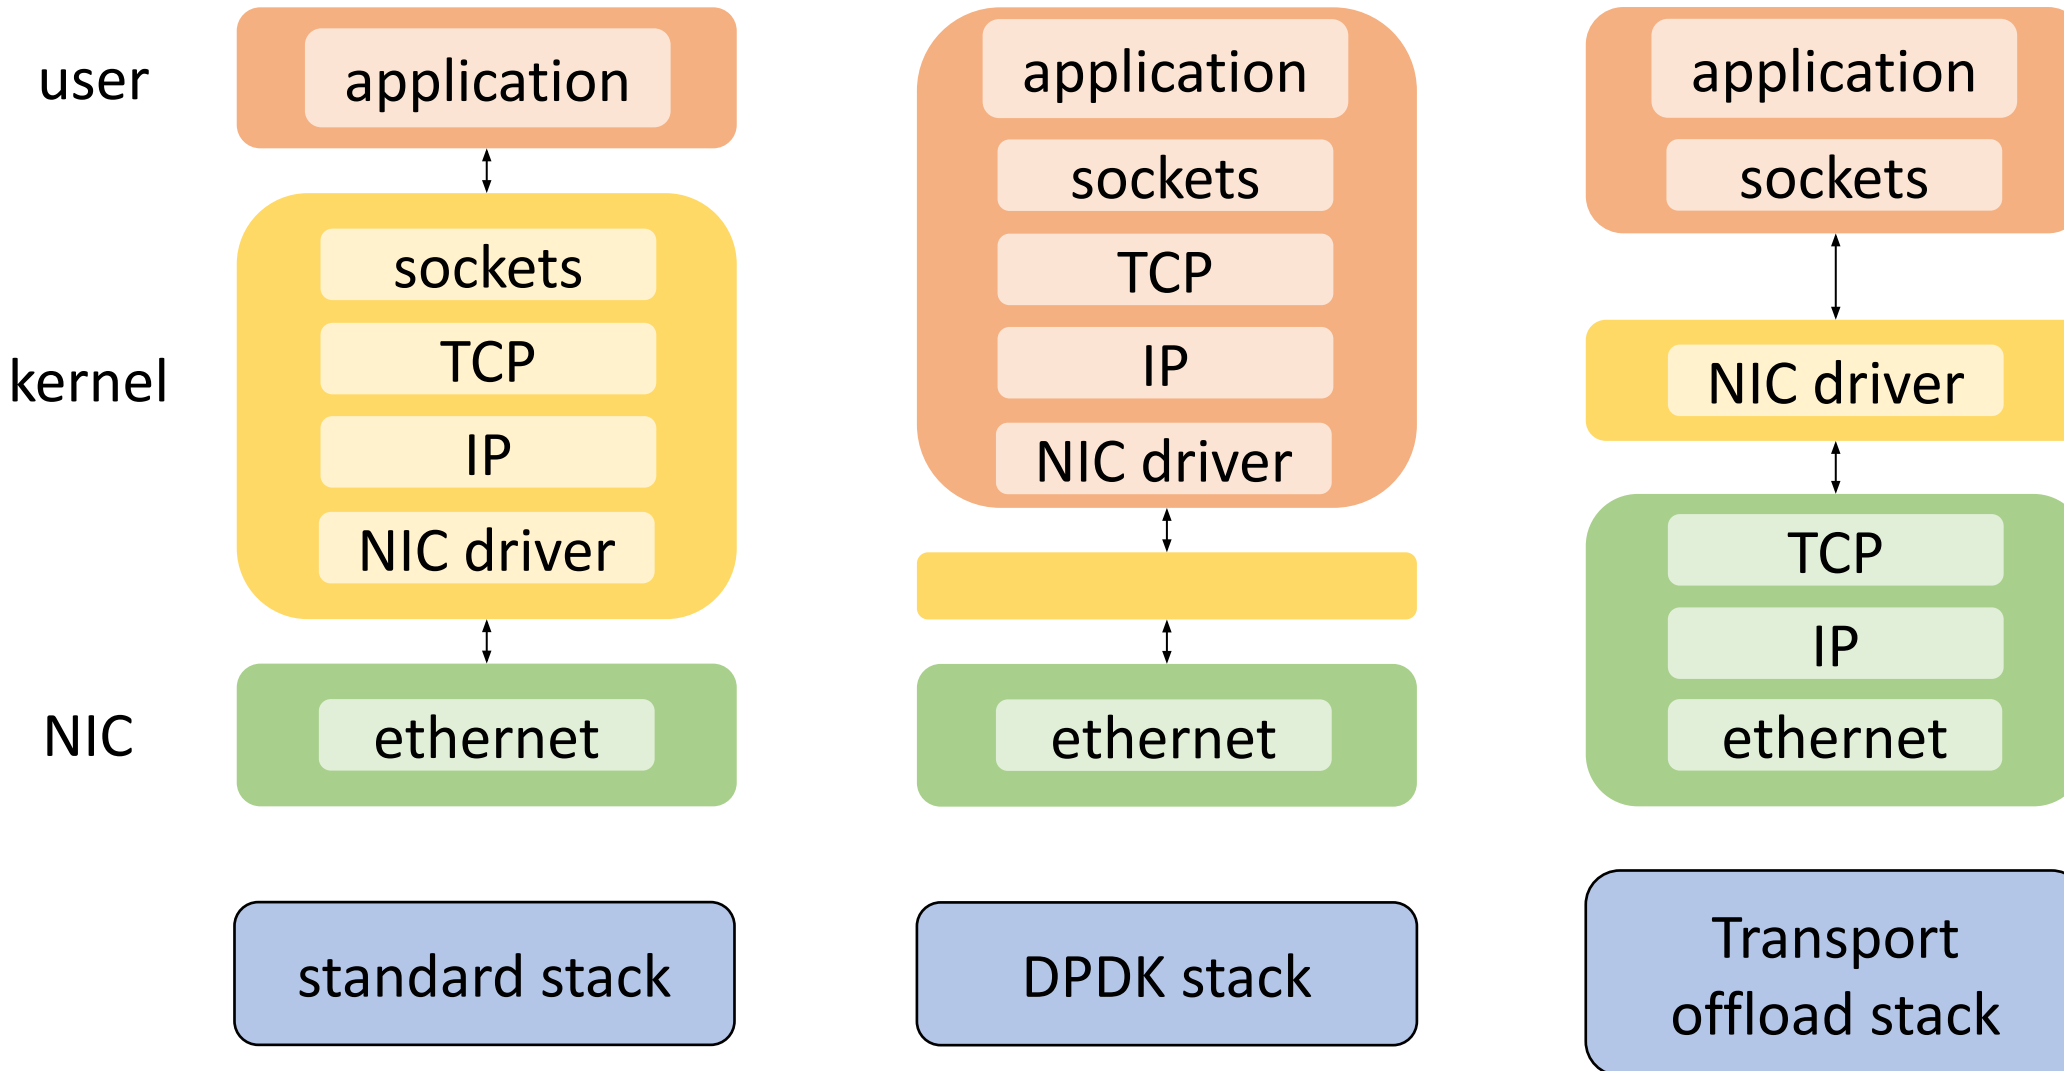 user
kernel
NIC
application
sockets
TCP
IP
NIC driver
ethernet
standard stack
application
sockets
TCP
IP
NIC driver
ethernet
DPDK stack
application
sockets
NIC driver
TCP
IP
ethernet
Transport
offload stack